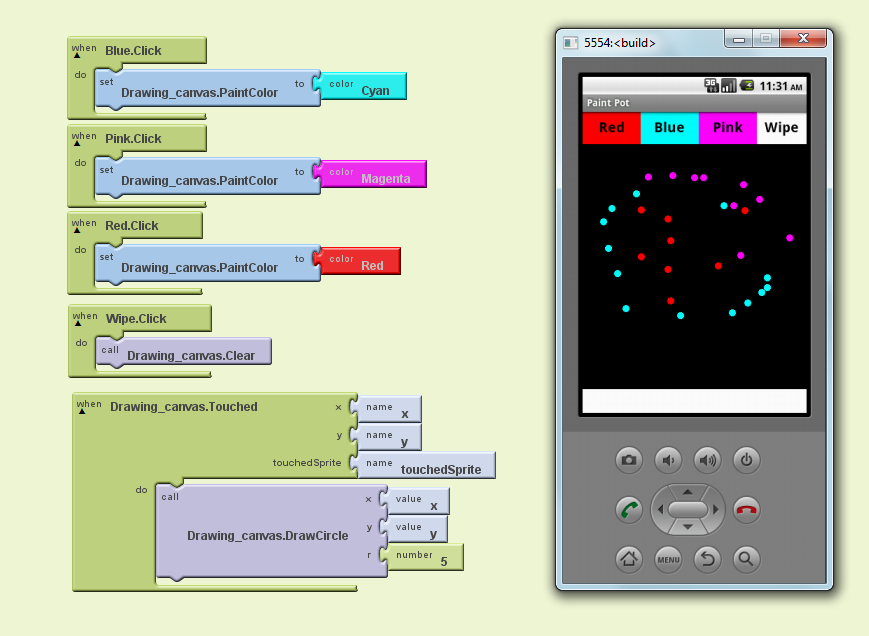 when Blue.Click
do set Drawing_canvas.PaintColor to color Cyan
when Pink.Click
do set Drawing_canvas.PaintColor to color Magenta
when Red.Click
do set Drawing_canvas.PaintColor to color Red
when Wipe.Click
do call Drawing_canvas.Clear
when Drawing_canvas.Touched x name x
y name y
touchedSprite name touchedSprite
do call x value x
Drawing_canvas.DrawCircle y value y
r number 5
5554:<build>
3G 11:31 AM
Paint Pot
Red Blue Pink Wipe
MENU